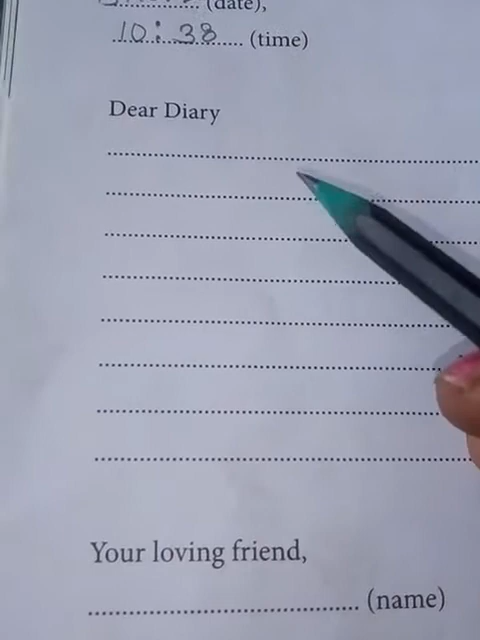 (date),
10:38 (time)
Dear Diary
Your loving friend,
(name)